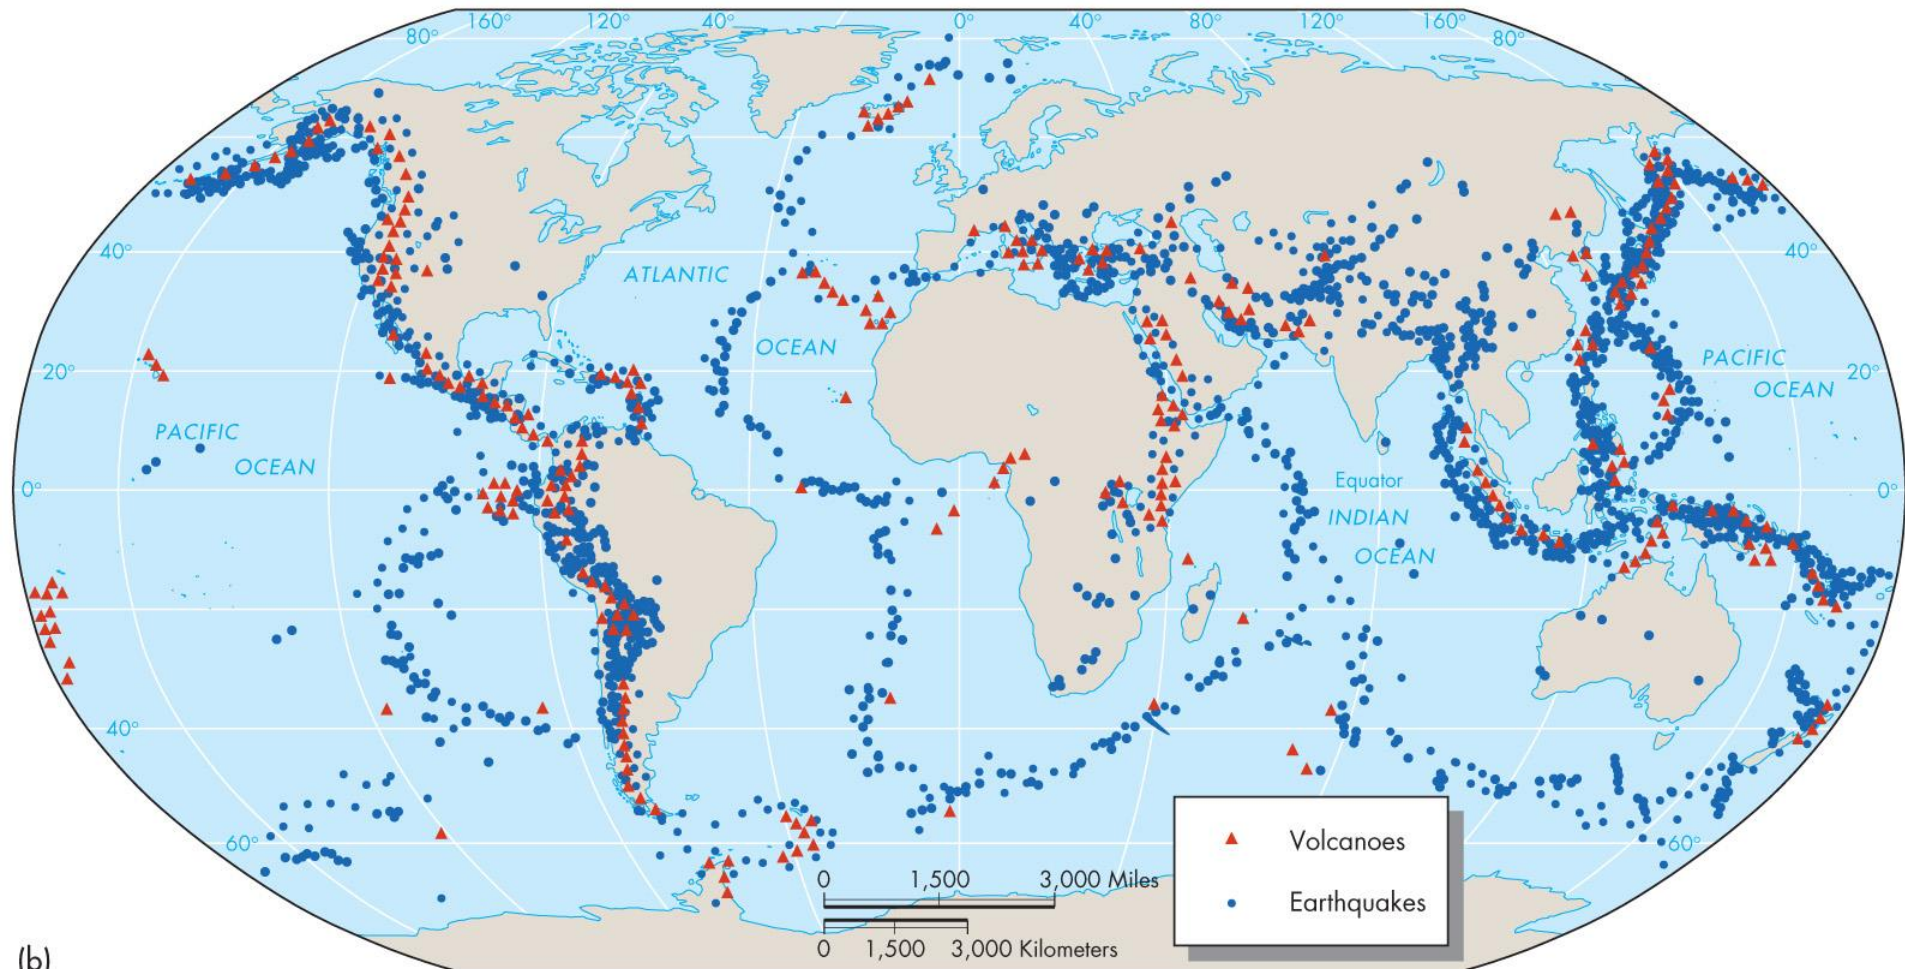 160° 120° 40° 0° 40° 80° 120° 160°
80° 80°
40° 40°
ATLANTIC
OCEAN
20° 20°
PACIFIC
OCEAN
PACIFIC
OCEAN
0° 0°
Equator
INDIAN
OCEAN
40°
60° 60°
Volcanoes
Earthquakes
0 1,500 3,000 Miles
0 1,500 3,000 Kilometers
(b)